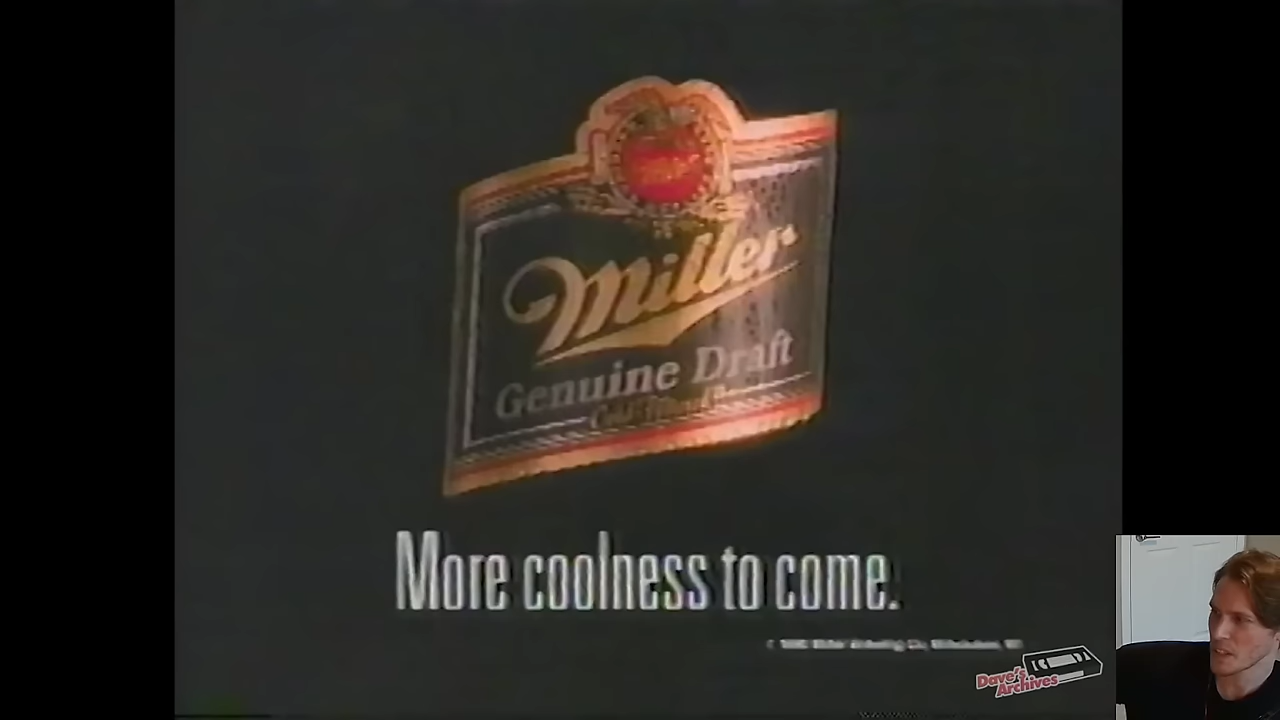 Miller
Genuine Draft
More coolness to come.
Dave's
Archives